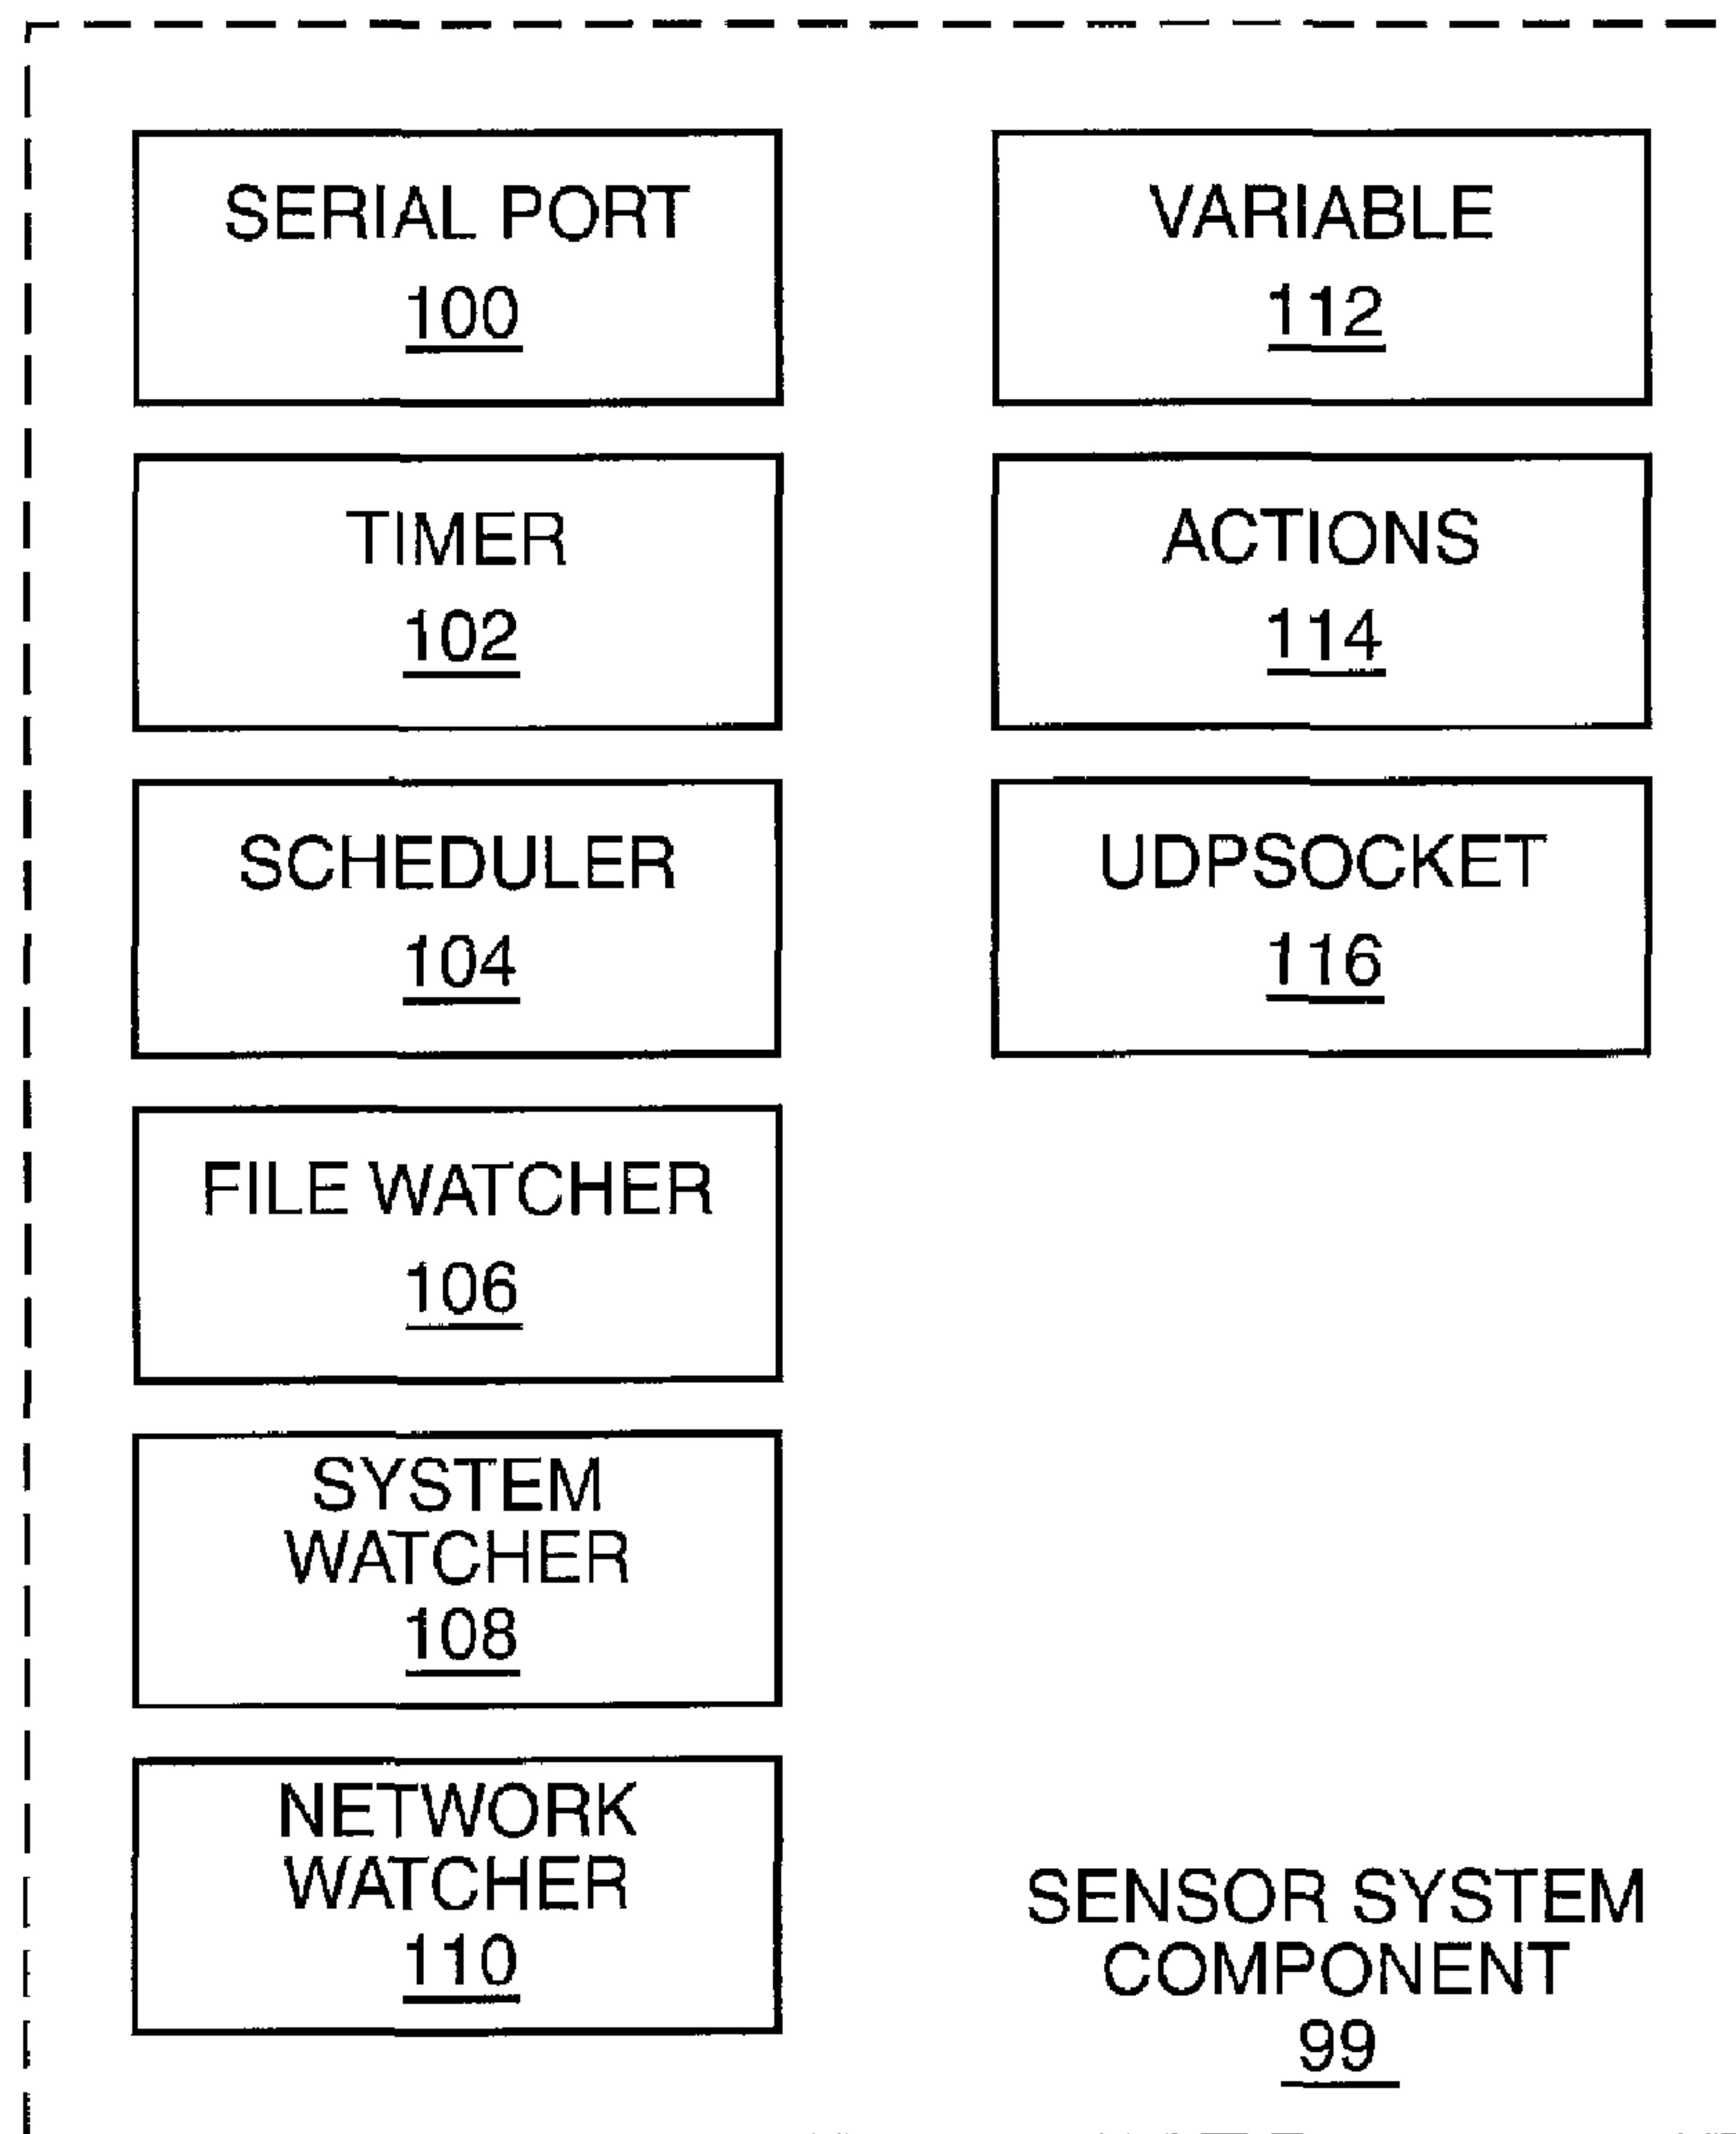 SERIAL PORT
100
TIMER
102
SCHEDULER
104
FILE WATCHER
106
SYSTEM
WATCHER
108
NETWORK
WATCHER
110
VARIABLE
112
ACTIONS
114
UDPSOCKET
116
SENSOR SYSTEM
COMPONENT
99